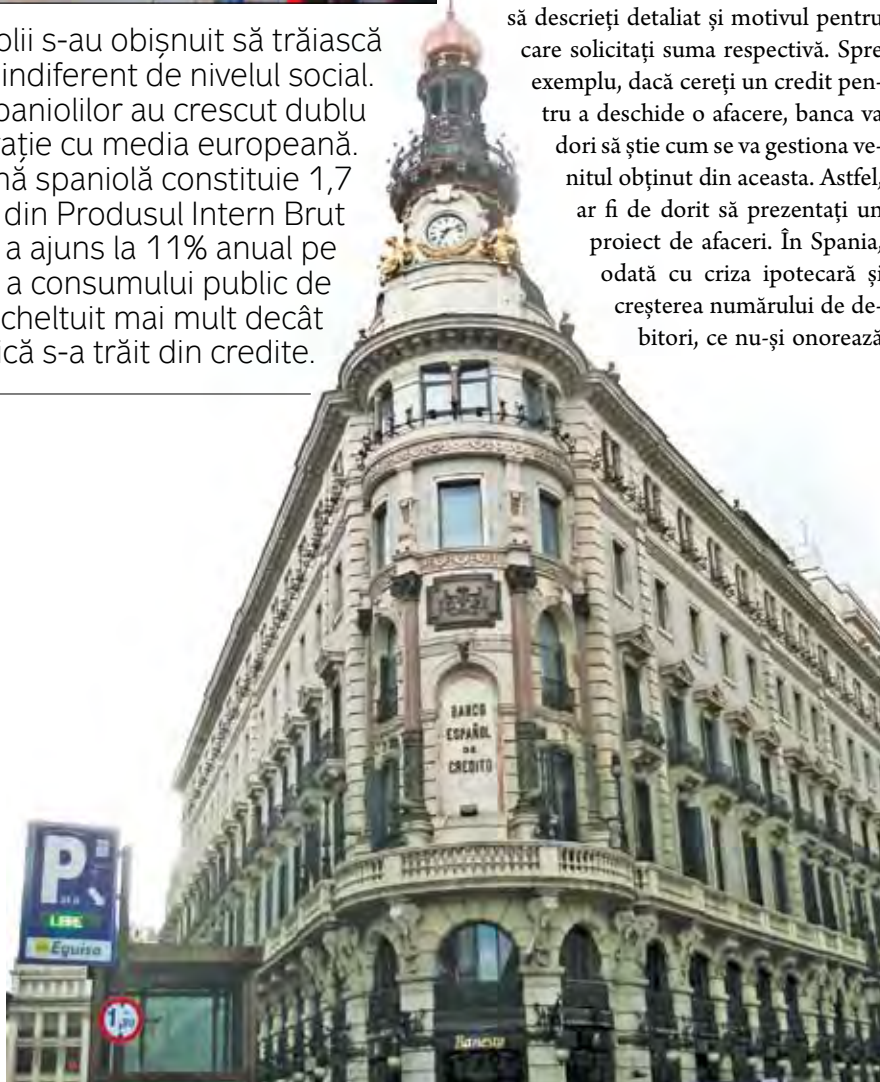 olii s-au obișnuit să trăiască
indiferent de nivelul social.
paniolilor au crescut dublu
ație cu media europeană.
nă spaniolă constituie 1,7
din Produsul Intern Brut
a ajuns la 11% anual pe
a consumului public de
cheltuit mai mult decât
ică s-a trăit din credite.
să descrieți detaliat și motivul pentru
care solicitați suma respectivă. Spre
exemplu, dacă cereți un credit pen-
tru a deschide o afacere, banca va
dori să știe cum se va gestiona ve-
nitul obținut din aceasta. Astfel,
ar fi de dorit să prezentați un
proiect de afaceri. În Spania,
odată cu criza ipotecară și
creșterea numărului de de-
bitori, ce nu-și onorează
BANCO
ESPAÑOL
DE
CREDITO
P
LIBRE
Equisa
Banesto